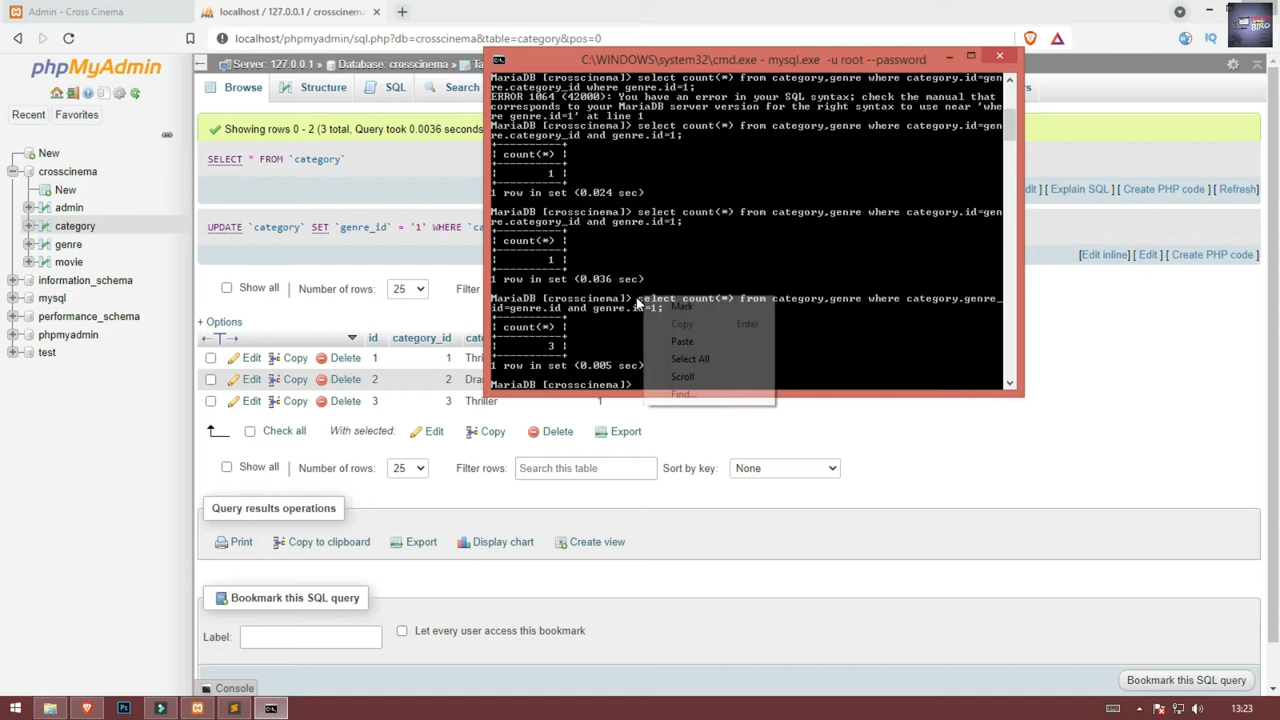 Admin - Cross Cinema
localhost / 127.0.0.1 / crosscinema
localhost/phpmyadmin/sql.php?db=crosscinema&table=category&pos=0
IQ
phpMyAdmin
Recent
Favorites
New
crosscinema
New
admin
category
genre
movie
information_schema
mysql
performance_schema
phpmyadmin
test
Server: 127.0.0.1
Database: crosscinema
Browse
Structure
SQL
Search
Showing rows 0 - 2 (3 total, Query took 0.0036 seconds
SELECT * FROM `category`
[ Explain SQL ] [ Create PHP code ] [ Refresh ]
UPDATE `category` SET `genre_id` = '1' WHERE `ca
[Edit inline] [ Edit ] [ Create PHP code ]
Show all
Number of rows:
25
Filter
+ Options
id
category_id
Edit
Copy
Delete
1
1
Edit
Copy
Delete
2
2
Edit
Copy
Delete
3
3
Thriller
1
Check all
With selected:
Edit
Copy
Delete
Export
Show all
Number of rows:
25
Filter rows:
Search this table
Sort by key:
None
Query results operations
Print
Copy to clipboard
Export
Display chart
Create view
Bookmark this SQL query
Label:
Let every user access this bookmark
Bookmark this SQL query
Console
C:\WINDOWS\system32\cmd.exe - mysql.exe -u root --password
MariaDB [crosscinema]> select count(*) from category,genre where category.id=gen
re.category_id where genre.id=1;
ERROR 1064 (42000): You have an error in your SQL syntax; check the manual that
corresponds to your MariaDB server version for the right syntax to use near 'whe
re genre.id=1' at line 1
MariaDB [crosscinema]> select count(*) from category,genre where category.id=gen
re.category_id and genre.id=1;
+----------+
| count(*) |
+----------+
| 1 |
+----------+
1 row in set (0.024 sec)
MariaDB [crosscinema]> select count(*) from category,genre where category.id=gen
re.category_id and genre.id=1;
+----------+
| count(*) |
+----------+
| 1 |
+----------+
1 row in set (0.036 sec)
MariaDB [crosscinema]> select count(*) from category,genre where category.genre_
id=genre.id and genre.id=1;
+----------+
| count(*) |
+----------+
| 3 |
+----------+
1 row in set (0.005 sec)
MariaDB [crosscinema]>
Mark
Copy
Enter
Paste
Select All
Scroll
Find...
13:23